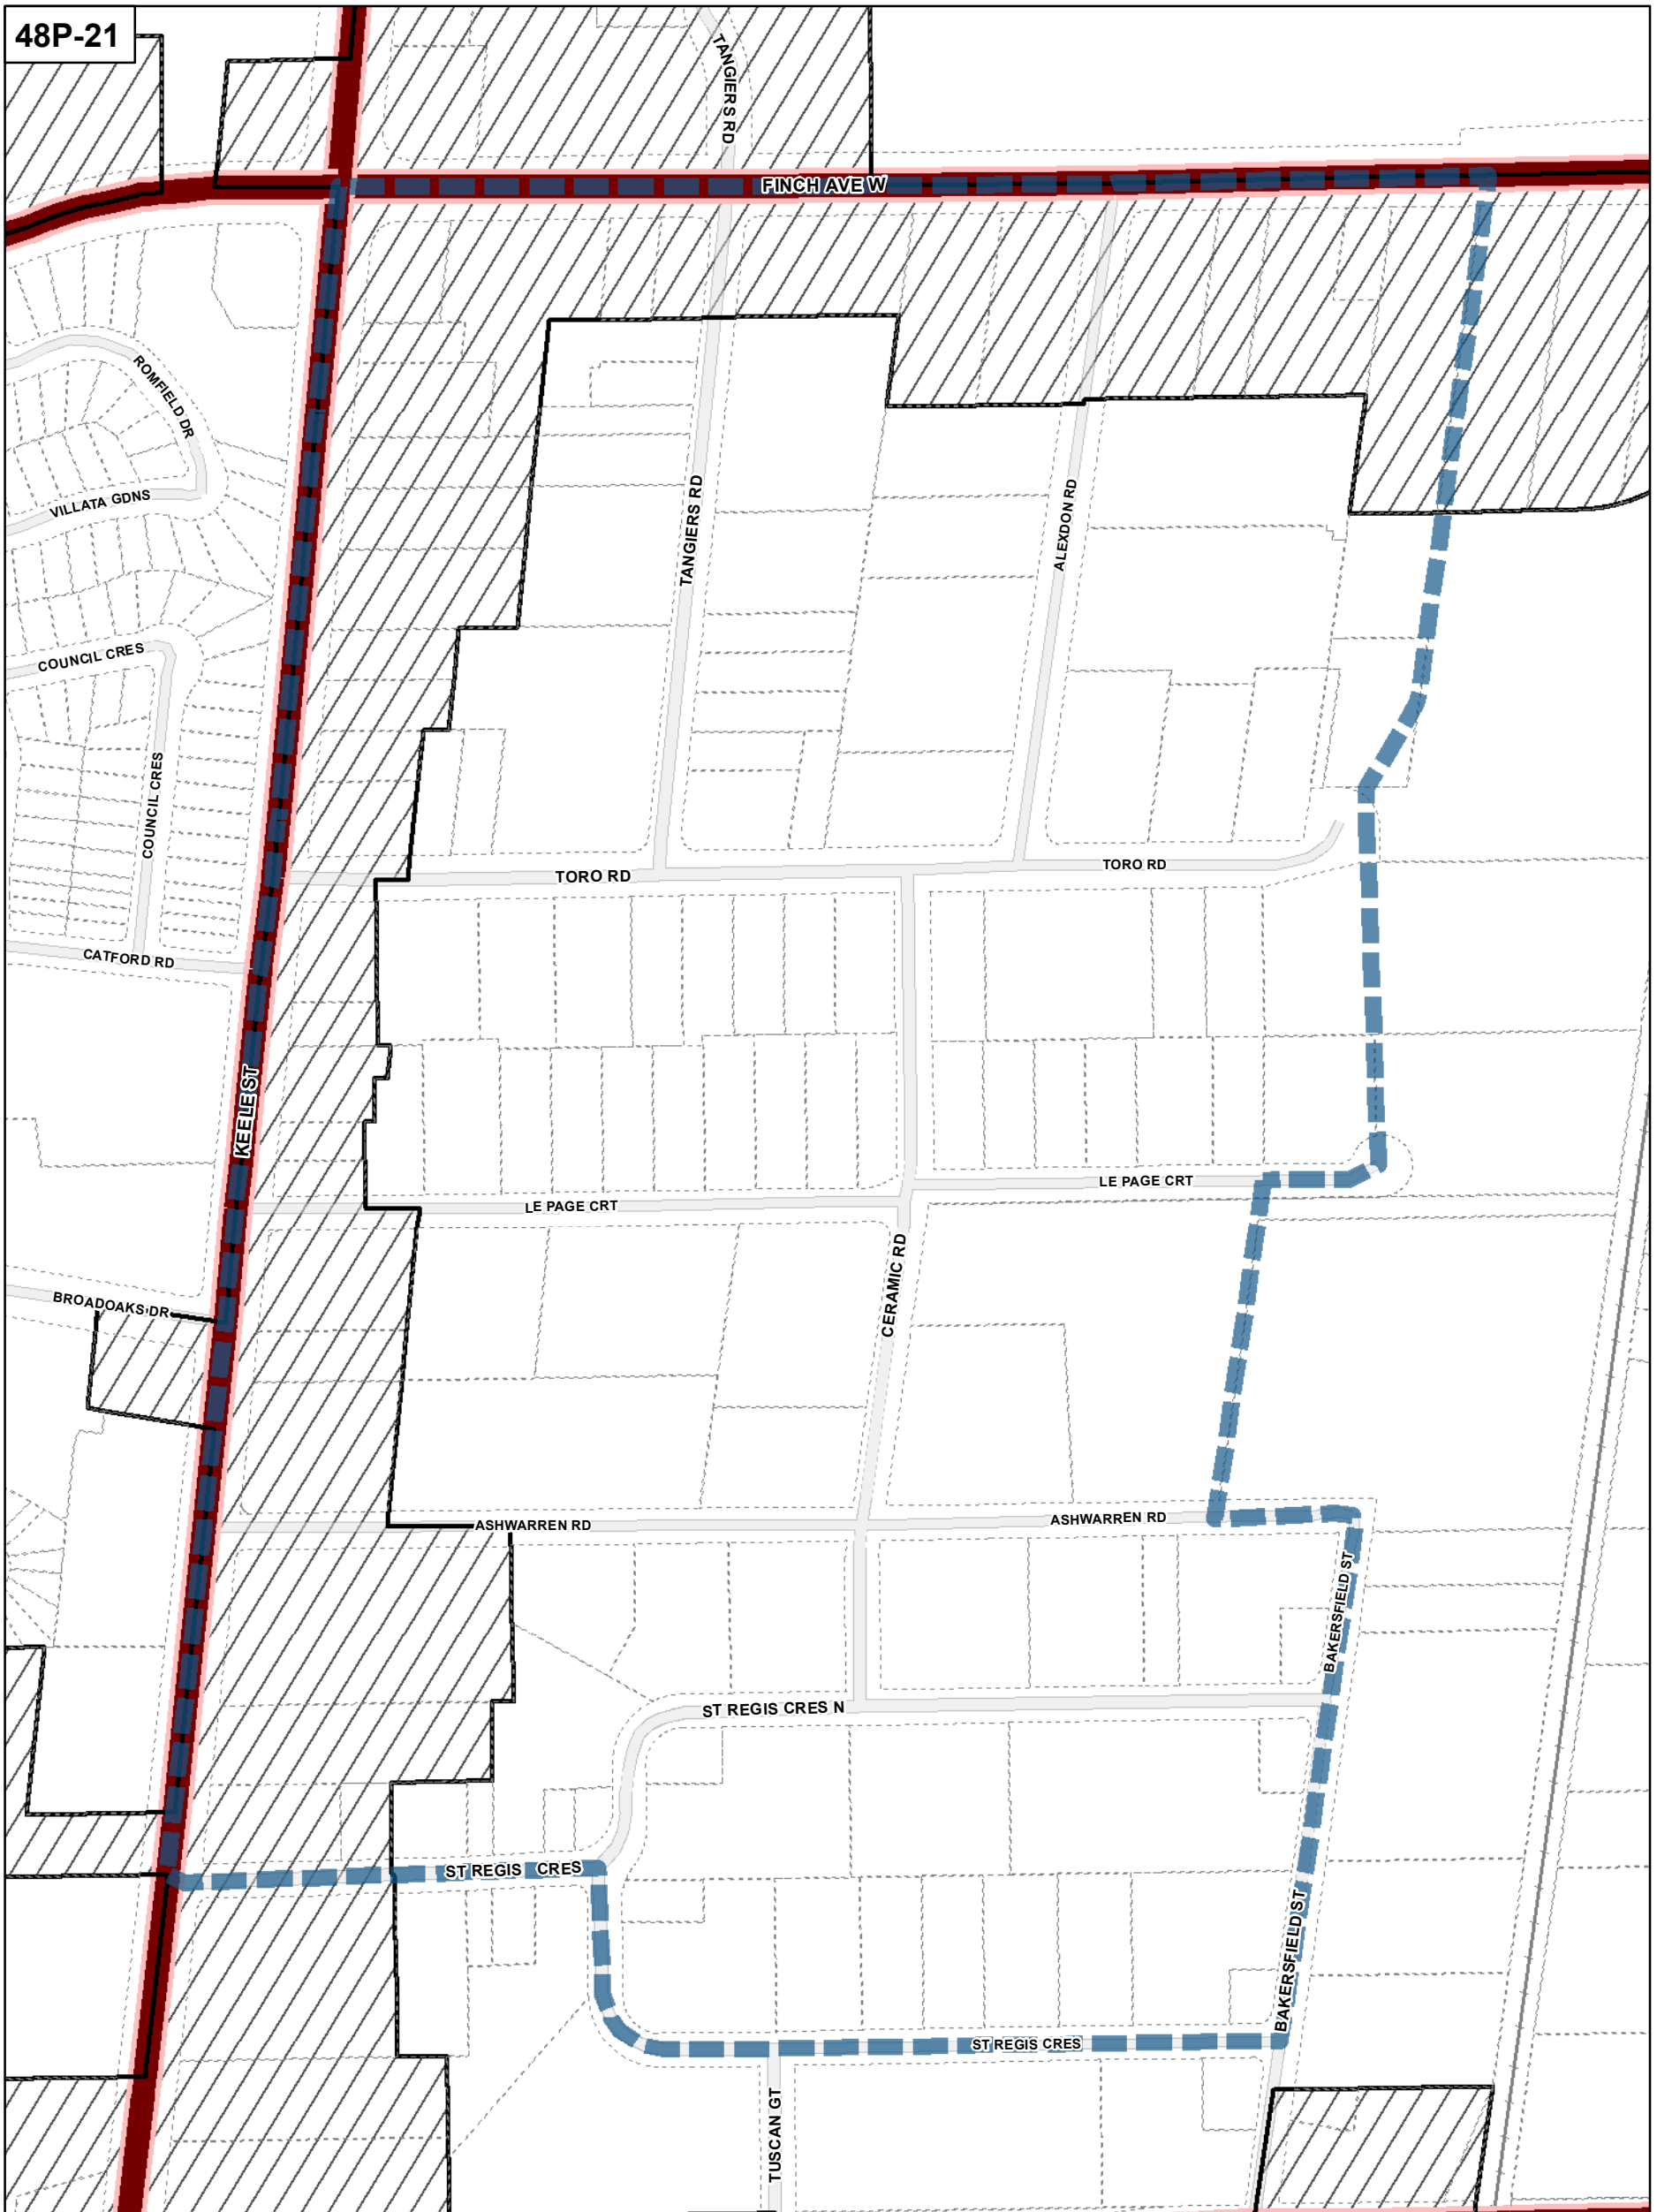 48P-21
TANGIERS RD
FINCH AVE W
ROMFIELD DR
VILLATA GDNS
TANGIERS RD
ALEXDON RD
COUNCIL CRES
COUNCIL CRES
TORO RD
TORO RD
CATFORD RD
KEELE ST
LE PAGE CRT
LE PAGE CRT
CERAMIC RD
BROADOAKS DR
ASHWARREN RD
ASHWARREN RD
BAKERSFIELD ST
ST REGIS CRES N
ST REGIS CRES
BAKERSFIELD ST
ST REGIS CRES
TUSCAN GT